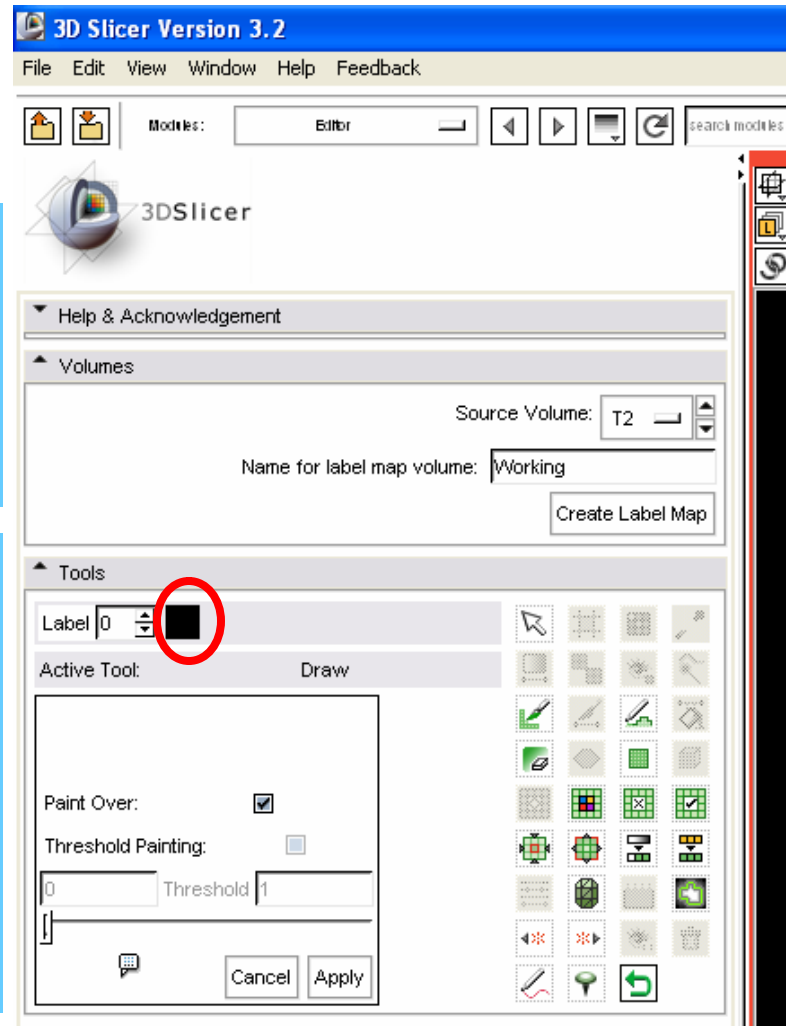 3D Slicer Version 3.2
File Edit View Window Help Feedback
Modules: Editor search modules
3DSlicer
Help & Acknowledgement
Volumes
Source Volume: T2
Name for label map volume: Working
Create Label Map
Tools
Label 0
Active Tool: Draw
Paint Over:
Threshold Painting:
0 Threshold 1
Cancel Apply
L